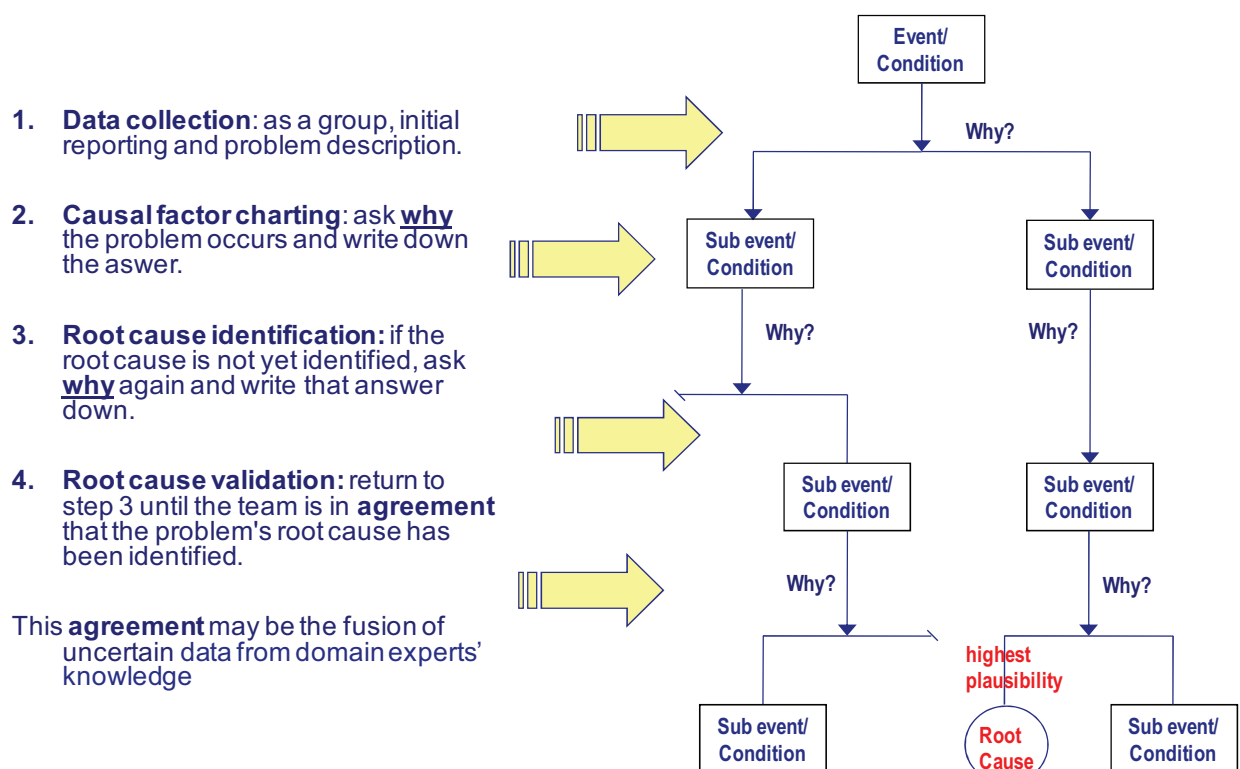 1. Data collection: as a group, initial
reporting and problem description.
2. Causal factor charting: ask why
the problem occurs and write down
the aswer.
3. Root cause identification: if the
root cause is not yet identified, ask
why again and write that answer
down.
4. Root cause validation: return to
step 3 until the team is in agreement
that the problem's root cause has
been identified.
This agreement may be the fusion of
uncertain data from domain experts'
knowledge
Event/
Condition
Why?
Sub event/
Condition
Sub event/
Condition
Why?
Why?
Sub event/
Condition
Sub event/
Condition
Why?
Why?
highest
plausibility
Sub event/
Condition
Root
Cause
Sub event/
Condition